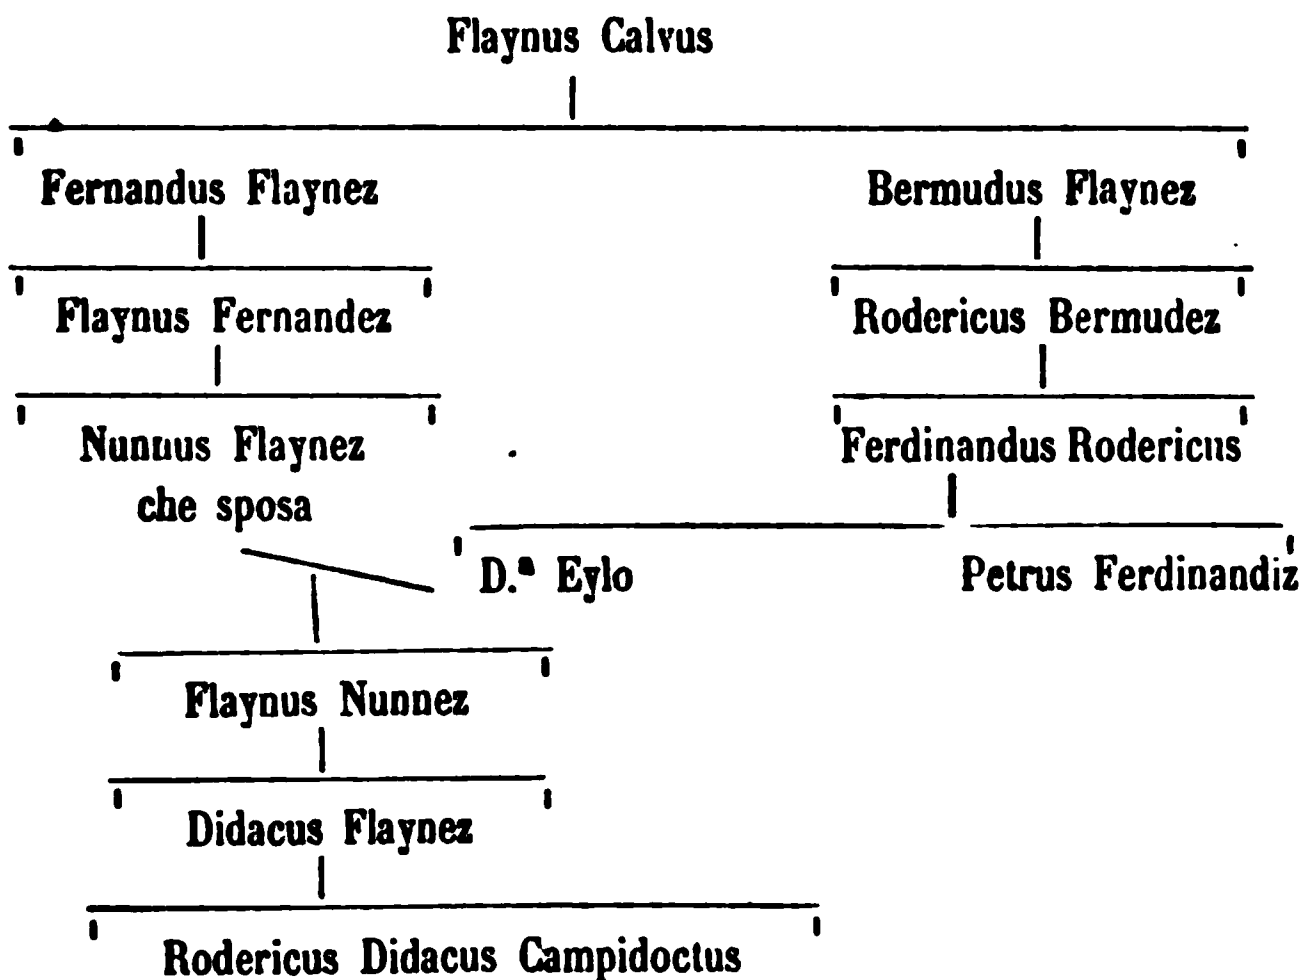 Flaynus Calvus
Fernandus Flaynez
Bermudus Flaynez
Flaynus Fernandez
Rodericus Bermudez
Nunnus Flaynez
Ferdinandus Rodericus
che sposa
D.ª Eylo
Petrus Ferdinandiz
Flaynus Nunnez
Didacus Flaynez
Rodericus Didacus Campidoctus